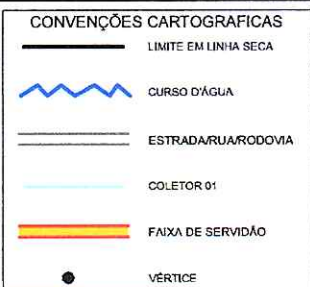 CONVENÇÕES CARTOGRAFICAS
LIMITE EM LINHA SECA
CURSO D'ÁGUA
ESTRADA/RUA/RODOVIA
COLETOR 01
FAIXA DE SERVIDÃO
VÉRTICE